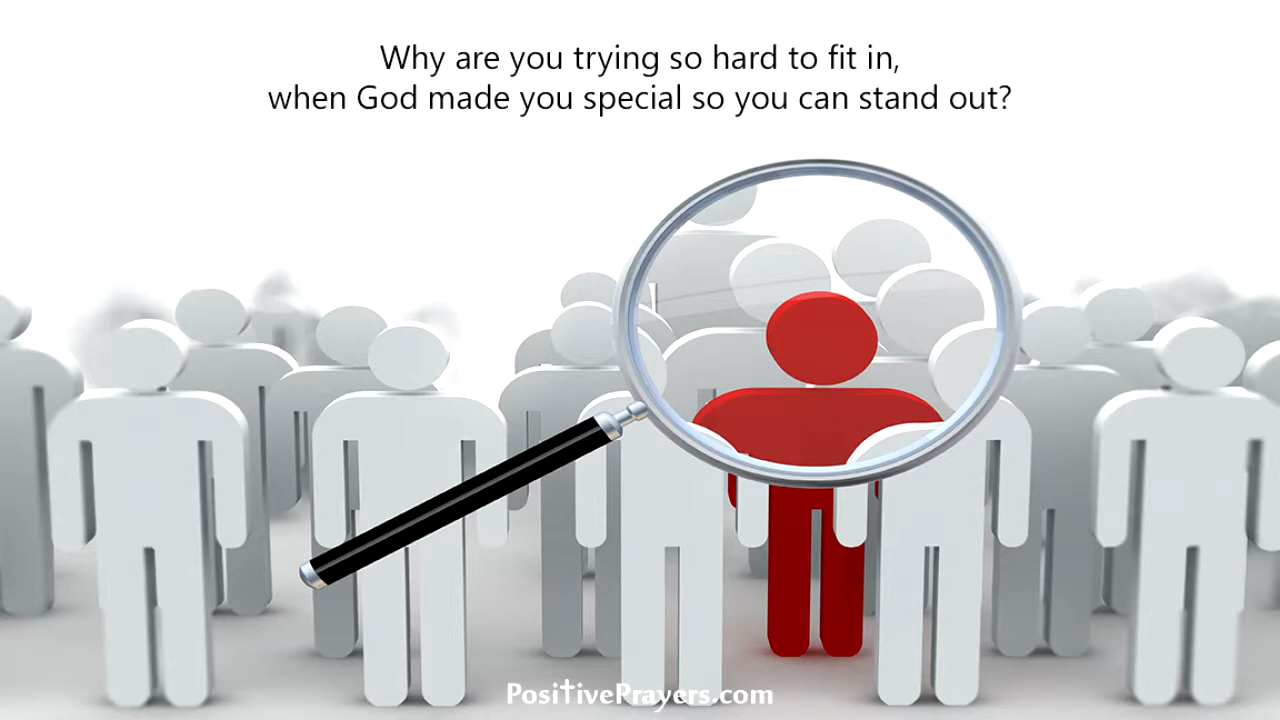 Why are you trying so hard to fit in,
when God made you special so you can stand out?
PositivePrayers.com